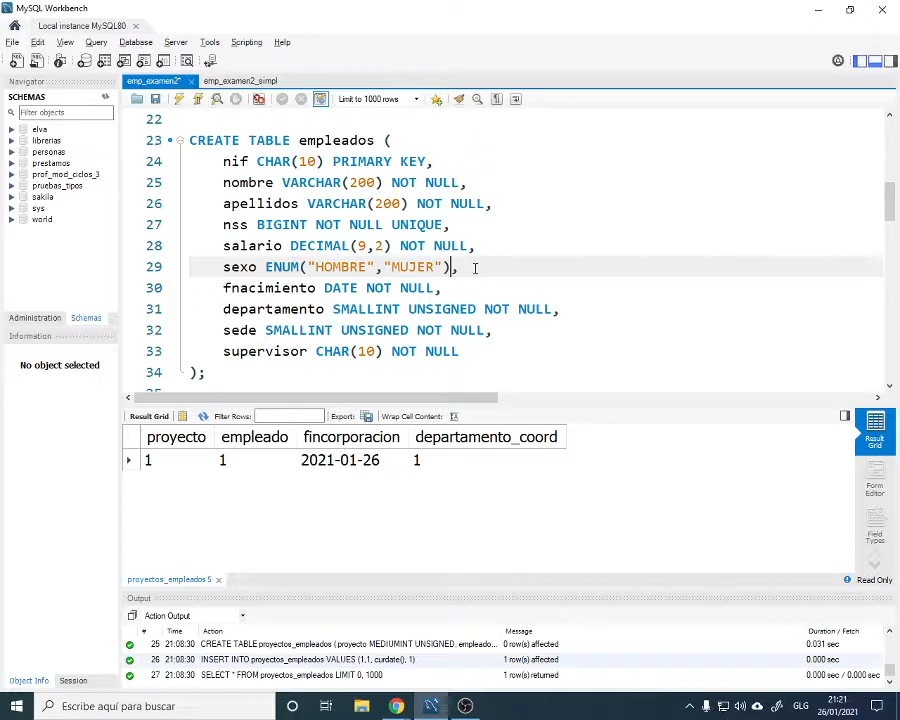 MySQL Workbench
Local instance MySQL80 ×
File Edit View Query Database Server Tools Scripting Help
Navigator
SCHEMAS
Filter objects
elva
librerias
personas
prestamos
prof_mod_ciclos_3
pruebas_tipos
sakila
sys
world
Administration Schemas
Information
No object selected
Object Info Session
emp_examen2* × emp_examen2_simpl
Limit to 1000 rows
22
23 CREATE TABLE empleados (
24 nif CHAR(10) PRIMARY KEY,
25 nombre VARCHAR(200) NOT NULL,
26 apellidos VARCHAR(200) NOT NULL,
27 nss BIGINT NOT NULL UNIQUE,
28 salario DECIMAL(9,2) NOT NULL,
29 sexo ENUM("HOMBRE","MUJER"),
30 fnacimiento DATE NOT NULL,
31 departamento SMALLINT UNSIGNED NOT NULL,
32 sede SMALLINT UNSIGNED NOT NULL,
33 supervisor CHAR(10) NOT NULL
34 );
Result Grid Filter Rows: Export: Wrap Cell Content:
proyecto empleado fincorporacion departamento_coord
1 1 2021-01-26 1
Result Grid
Form Editor
Field Types
proyectos_empleados 5 × Read Only
Output
Action Output
# Time Action Message Duration / Fetch
25 21:08:30 CREATE TABLE proyectos_empleados ( proyecto MEDIUMINT UNSIGNED, empleado... 0 row(s) affected 0.031 sec
26 21:08:30 INSERT INTO proyectos_empleados VALUES (1,1, curdate(), 1) 1 row(s) affected 0.000 sec
27 21:08:30 SELECT * FROM proyectos_empleados LIMIT 0, 1000 1 row(s) returned 0.000 sec / 0.000 sec
Escribe aquí para buscar
GLG
21:21
26/01/2021